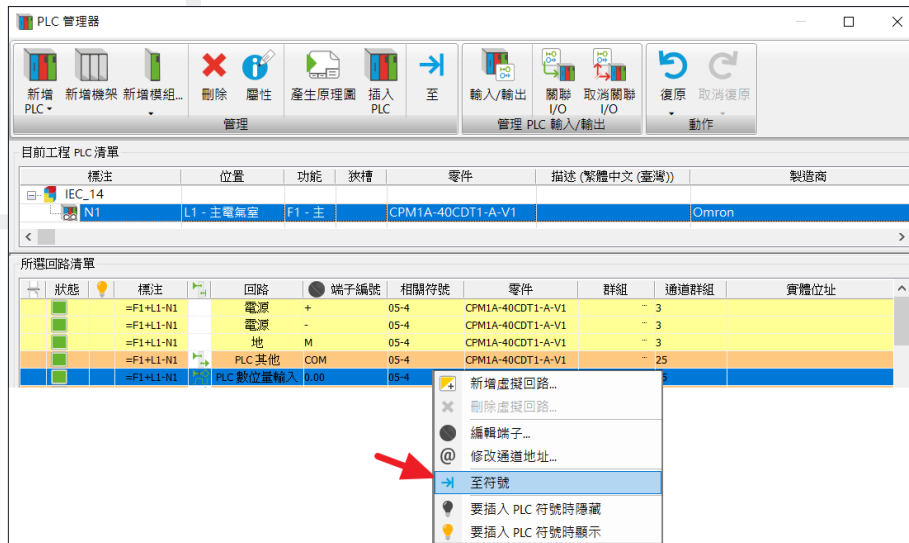 PLC 管理器
新增 PLC 新增機架 新增模組... 刪除 屬性 產生原理圖 插入 PLC 至 輸入/輸出 關聯 I/O 取消關聯 I/O 復原 取消復原
管理 管理 PLC 輸入/輸出 動作
目前工程 PLC 清單
標注 位置 功能 狹槽 零件 描述 (繁體中文 (臺灣)) 製造商
IEC_14
N1 L1 - 主電氣室 F1 - 主 CPM1A-40CDT1-A-V1 Omron
所選回路清單
狀態 標注 回路 端子編號 相關符號 零件 群組 通道群組 實體位址
=F1+L1-N1 電源 + 05-4 CPM1A-40CDT1-A-V1 ... 3
=F1+L1-N1 電源 - 05-4 CPM1A-40CDT1-A-V1 ... 3
=F1+L1-N1 地 M 05-4 CPM1A-40CDT1-A-V1 ... 3
=F1+L1-N1 PLC 其他 COM 05-4 CPM1A-40CDT1-A-V1 ... 25
=F1+L1-N1 PLC 數位量輸入 0.00 05-4
新增虛擬回路...
刪除虛擬回路...
編輯端子...
@ 修改通道地址...
至符號
要插入 PLC 符號時隱藏
要插入 PLC 符號時顯示